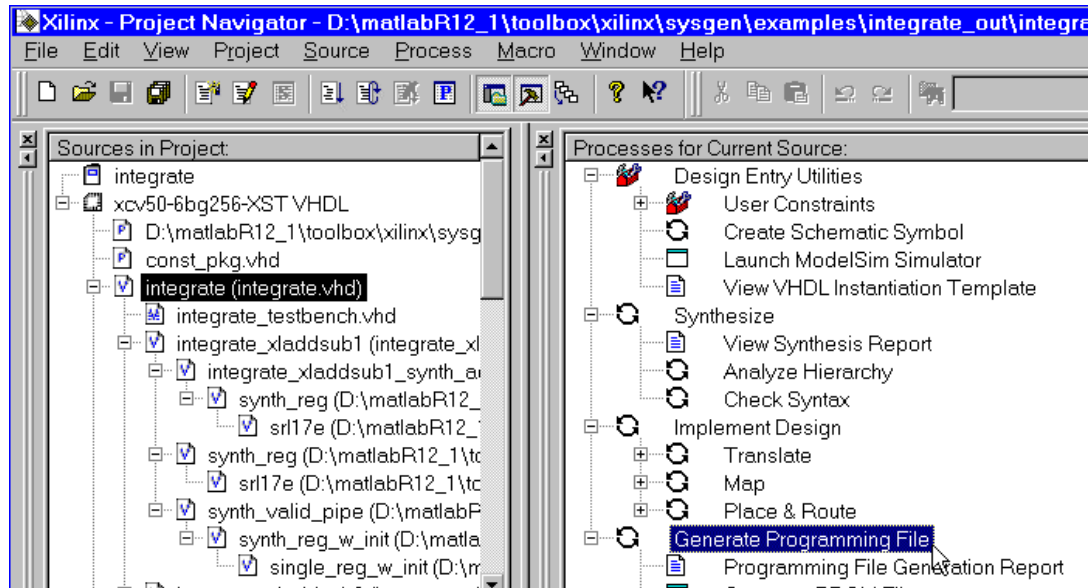 Xilinx - Project Navigator - D:\matlabR12_1\toolbox\xilinx\sysgen\examples\integrate_out\integra
File Edit View Project Source Process Macro Window Help
Sources in Project:
integrate
xcv50-6bg256-XST VHDL
D:\matlabR12_1\toolbox\xilinx\sysg
const_pkg.vhd
integrate (integrate.vhd)
integrate_testbench.vhd
integrate_xladdsub1 (integrate_xl
integrate_xladdsub1_synth_a
synth_reg (D:\matlabR12_
srl17e (D:\matlabR12_
synth_reg (D:\matlabR12_1\to
srl17e (D:\matlabR12_1\to
synth_valid_pipe (D:\matlabR
synth_reg_w_init (D:\matla
single_reg_w_init (D:\m
Processes for Current Source:
Design Entry Utilities
User Constraints
Create Schematic Symbol
Launch ModelSim Simulator
View VHDL Instantiation Template
Synthesize
View Synthesis Report
Analyze Hierarchy
Check Syntax
Implement Design
Translate
Map
Place & Route
Generate Programming File
Programming File Generation Report